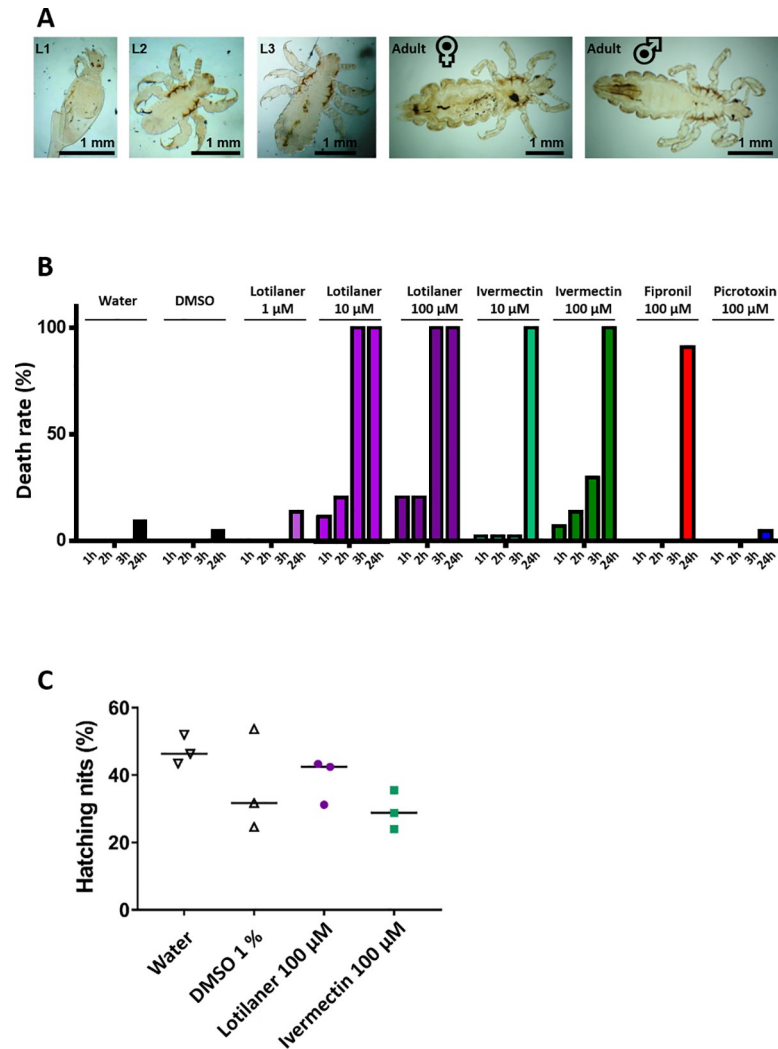 A
L1
L2
L3
Adult
Adult
1 mm
1 mm
1 mm
1 mm
1 mm
B
Water
DMSO
Lotilaner
1 µM
Lotilaner
10 µM
Lotilaner
100 µM
Ivermectin
10 µM
Ivermectin
100 µM
Fipronil
100 µM
Picrotoxin
100 µM
Death rate (%)
100
50
0
1h 2h 3h 24h
1h 2h 3h 24h
1h 2h 3h 24h
1h 2h 3h 24h
1h 2h 3h 24h
1h 2h 3h 24h
1h 2h 3h 24h
1h 2h 3h 24h
1h 2h 3h 24h
C
Hatching nits (%)
60
40
20
0
Water
DMSO 1 %
Lotilaner 100 µM
Ivermectin 100 µM